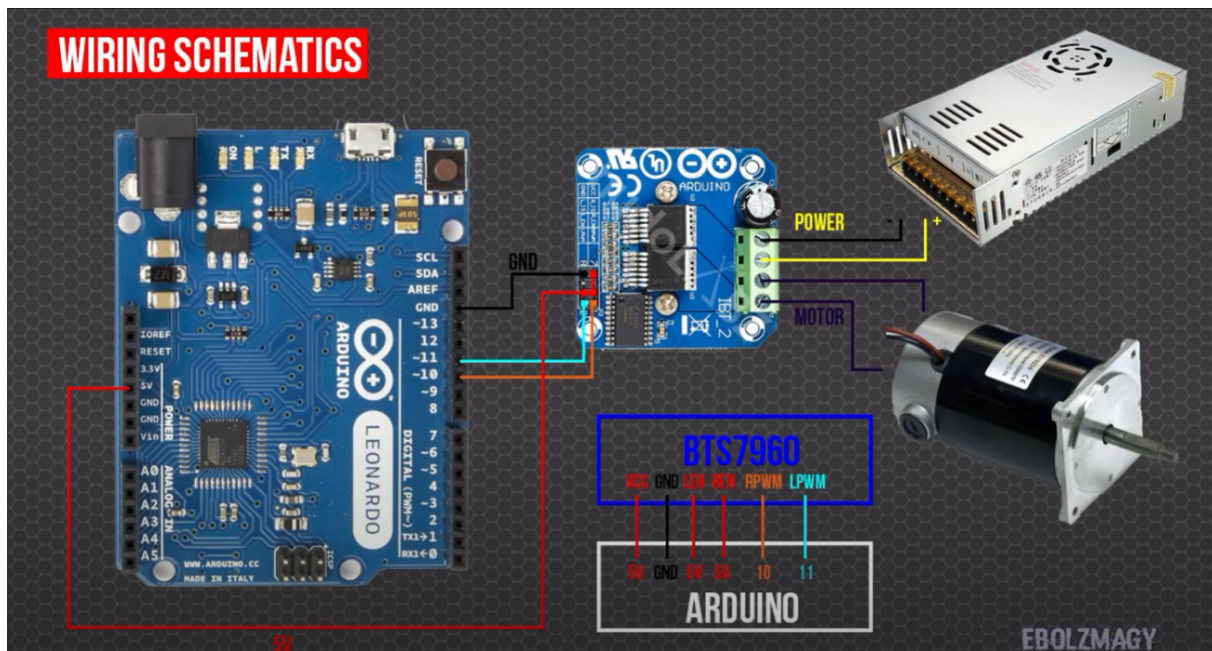 WIRING SCHEMATICS
ON
L
TX
RX
RESET
SCL
SDA
AREF
GND
~13
12
~11
~10
~9
8
7
~6
~5
4
~3
2
TX1→1
RX1←0
DIGITAL (PWM~)
ARDUINO
LEONARDO
IOREF
RESET
3.3V
5V
GND
GND
Vin
POWER
A0
A1
A2
A3
A4
A5
ANALOG IN
WWW.ARDUINO.CC
MADE IN ITALY
ICSP
5V
GND
ARDUINO
IBT_2
POWER
- +
MOTOR
BTS7960
VCC GND LEN REN RPWM LPWM
5V GND 5V 5V 10 11
ARDUINO
EBOLZMAGY